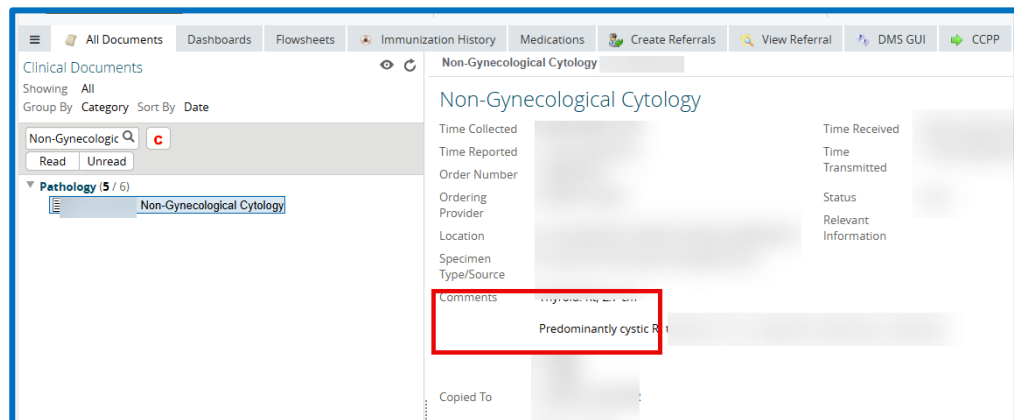 All Documents Dashboards Flowsheets Immunization History Medications Create Referrals View Referral DMS GUI CCPP
Clinical Documents
Showing All
Group By Category Sort By Date
Non-Gynecologic C
Read Unread
Pathology (5 / 6)
Non-Gynecological Cytology
Non-Gynecological Cytology
Non-Gynecological Cytology
Time Collected
Time Reported
Order Number
Ordering
Provider
Location
Specimen
Type/Source
Comments
Predominantly cystic
Copied To
Time Received
Time
Transmitted
Status
Relevant
Information